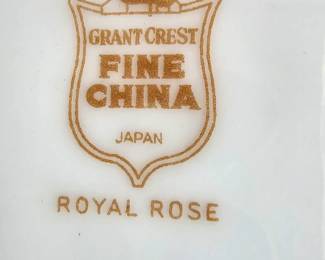 GRANT CREST
FINE
CHINA
JAPAN
ROYAL ROSE